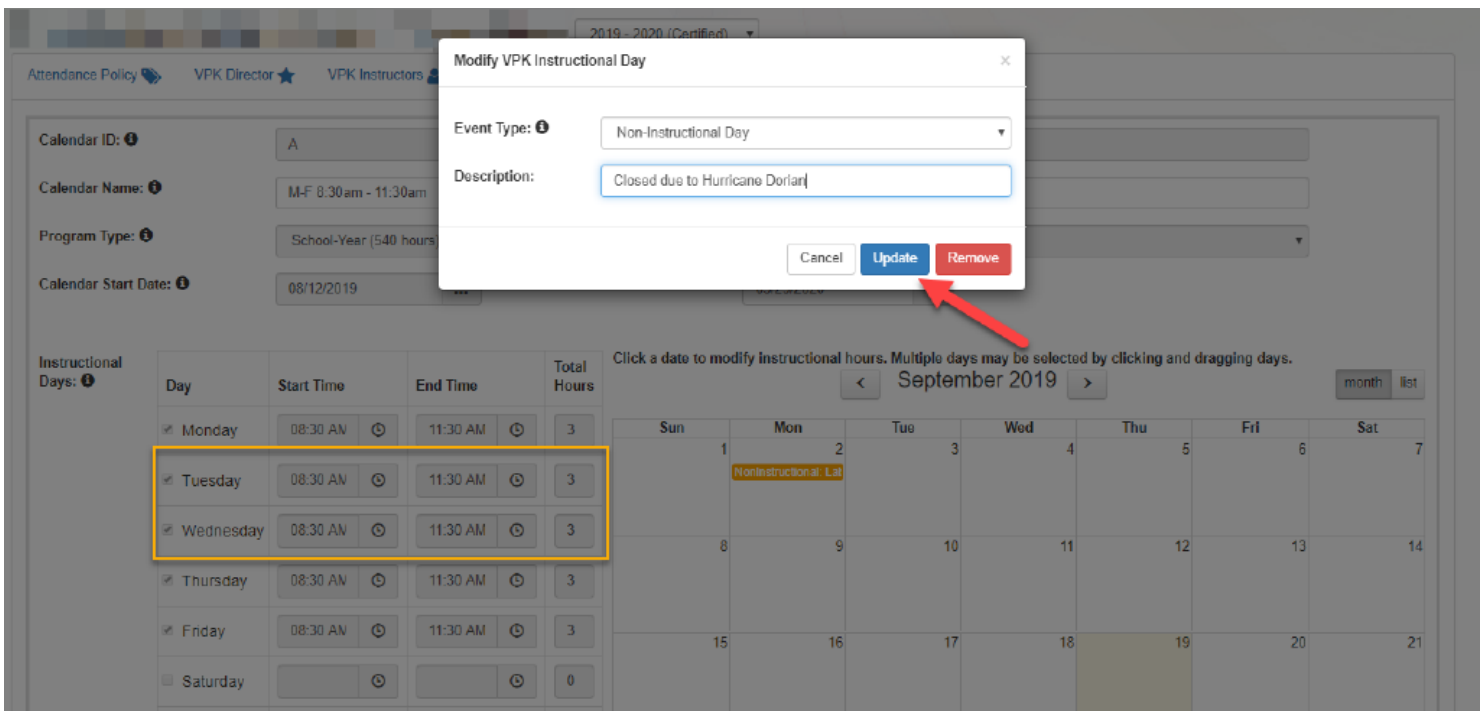 2019 - 2020 (Certified)
Modify VPK Instructional Day ×
Attendance Policy VPK Director VPK Instructors
Event Type: Non-Instructional Day
Description: Closed due to Hurricane Dorian
Cancel Update Remove
Calendar ID: A
Calendar Name: M-F 8:30am - 11:30am
Program Type: School-Year (540 hours)
Calendar Start Date: 08/12/2019
Instructional Days:
Day Start Time End Time Total Hours
Monday 08:30 AM 11:30 AM 3
Tuesday 08:30 AM 11:30 AM 3
Wednesday 08:30 AM 11:30 AM 3
Thursday 08:30 AM 11:30 AM 3
Friday 08:30 AM 11:30 AM 3
Saturday 0
Click a date to modify instructional hours. Multiple days may be selected by clicking and dragging days.
< September 2019 > month list
Sun Mon Tue Wed Thu Fri Sat
1 2 3 4 5 6 7
Noninstructional: Lab
8 9 10 11 12 13 14
15 16 17 18 19 20 21